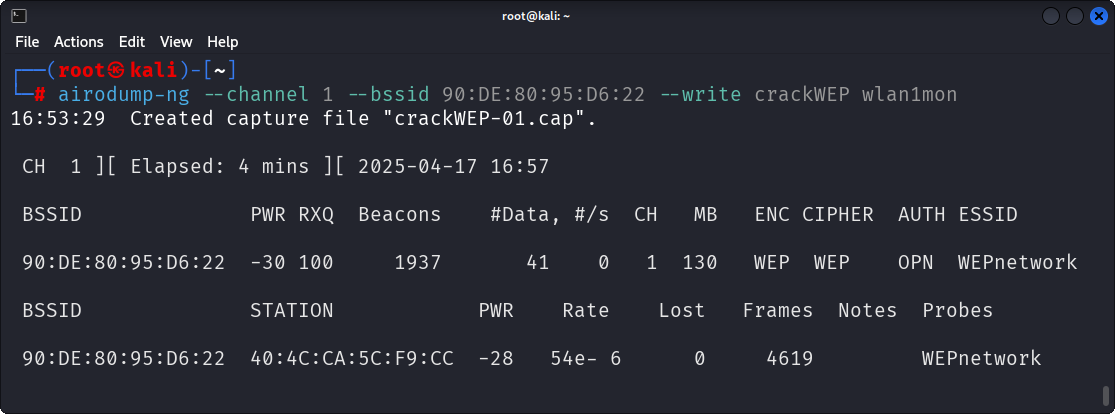 root@kali: ~
File Actions Edit View Help
┌──(root㉿kali)-[~]
└─# airodump-ng --channel 1 --bssid 90:DE:80:95:D6:22 --write crackWEP wlan1mon
16:53:29  Created capture file "crackWEP-01.cap".
CH  1 ][ Elapsed: 4 mins ][ 2025-04-17 16:57
BSSID              PWR RXQ  Beacons    #Data, #/s  CH   MB   ENC CIPHER  AUTH ESSID
90:DE:80:95:D6:22  -30 100     1937       41    0   1  130   WEP  WEP    OPN  WEPnetwork
BSSID              STATION            PWR    Rate    Lost   Frames  Notes  Probes
90:DE:80:95:D6:22  40:4C:CA:5C:F9:CC  -28   54e- 6      0     4619         WEPnetwork